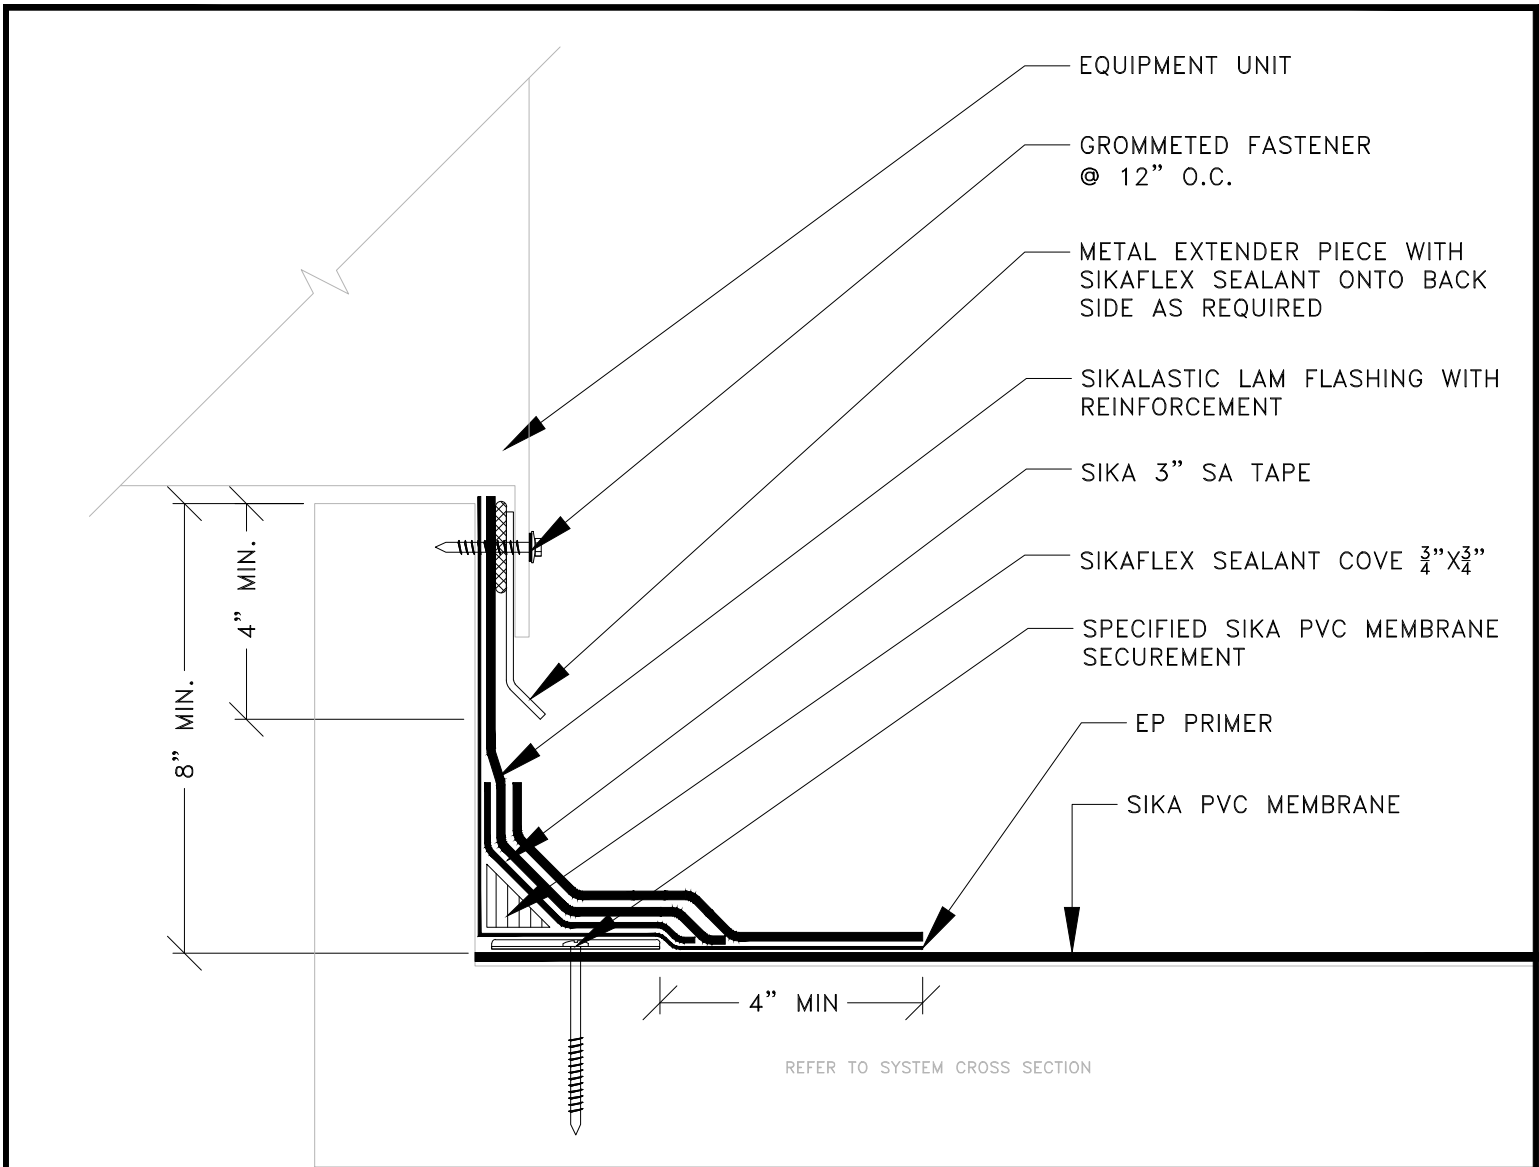 EQUIPMENT UNIT
GROMMETED FASTENER
@ 12" O.C.
METAL EXTENDER PIECE WITH
SIKAFLEX SEALANT ONTO BACK
SIDE AS REQUIRED
SIKALASTIC LAM FLASHING WITH
REINFORCEMENT
SIKA 3" SA TAPE
SIKAFLEX SEALANT COVE 3/4"X3/4"
SPECIFIED SIKA PVC MEMBRANE
SECUREMENT
EP PRIMER
SIKA PVC MEMBRANE
4" MIN.
8" MIN.
4" MIN
REFER TO SYSTEM CROSS SECTION